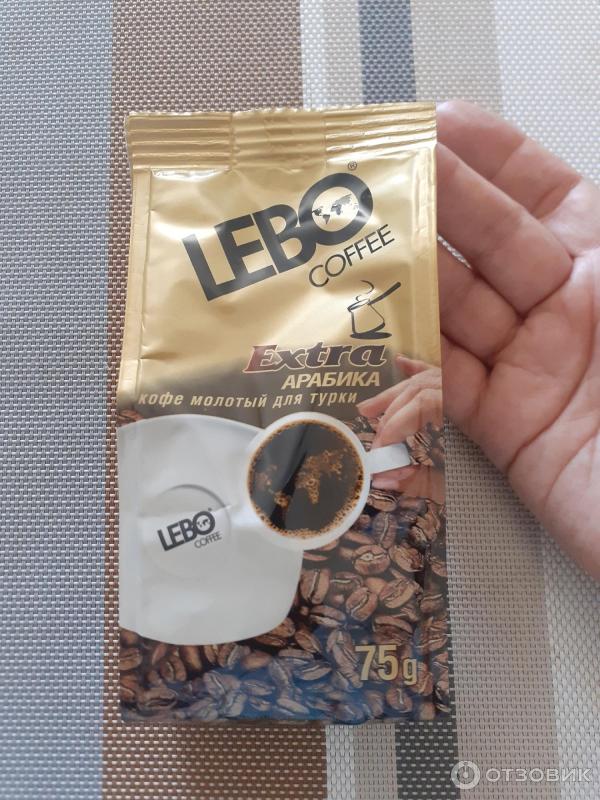 LEBO®
COFFEE
Extra
АРАБИКА
кофе молотый для турки
LEBO
COFFEE
75g
ОТЗОВИК